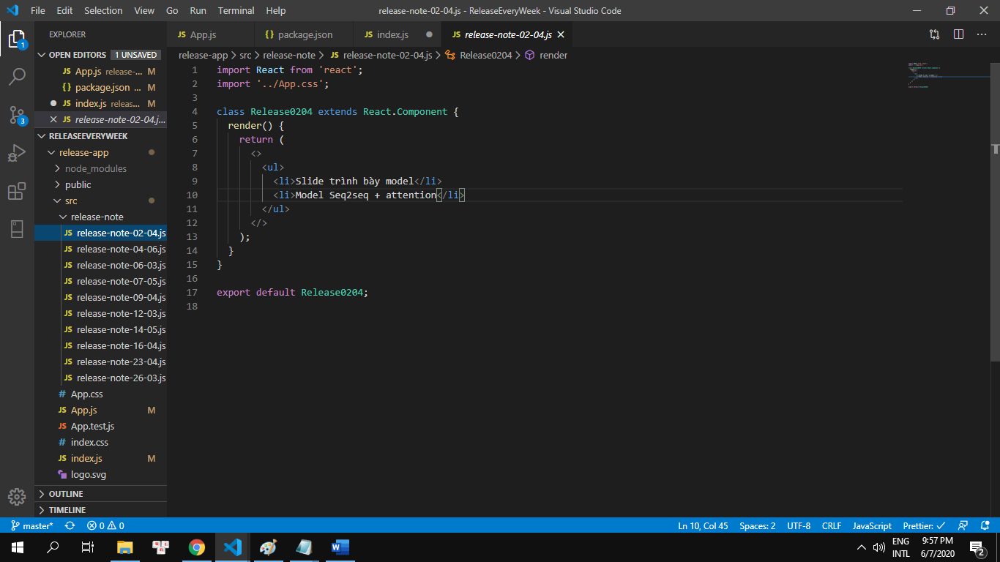 File Edit Selection View Go Run Terminal Help release-note-02-04.js - ReleaseEveryWeek - Visual Studio Code
EXPLORER
JS App.js {} package.json JS index.js JS release-note-02-04.js
OPEN EDITORS 1 UNSAVED
JS App.js release-... M
{} package.json ... M
JS index.js releas... M
JS release-note-02-04.j...
RELEASEEVERYWEEK
release-app
node_modules
public
src
release-note
JS release-note-02-04.js
JS release-note-04-06.js
JS release-note-06-03.js
JS release-note-07-05.js
JS release-note-09-04.js
JS release-note-12-03.js
JS release-note-14-05.js
JS release-note-16-04.js
JS release-note-23-04.js
JS release-note-26-03.js
# App.css
JS App.js M
JS App.test.js
# index.css
JS index.js M
logo.svg
OUTLINE
TIMELINE
release-app > src > release-note > JS release-note-02-04.js > Release0204 > render
1 import React from 'react';
2 import '../App.css';
3
4 class Release0204 extends React.Component {
5 render() {
6 return (
7 <>
8 <ul>
9 <li>Slide trình bày model</li>
10 <li>Model Seq2seq + attention</li>
11 </ul>
12 </>
13 );
14 }
15 }
16
17 export default Release0204;
18
1
3
master* 0 0 Ln 10, Col 45 Spaces: 2 UTF-8 CRLF JavaScript Prettier: ✓
ENG 9:57 PM
INTL 6/7/2020
2